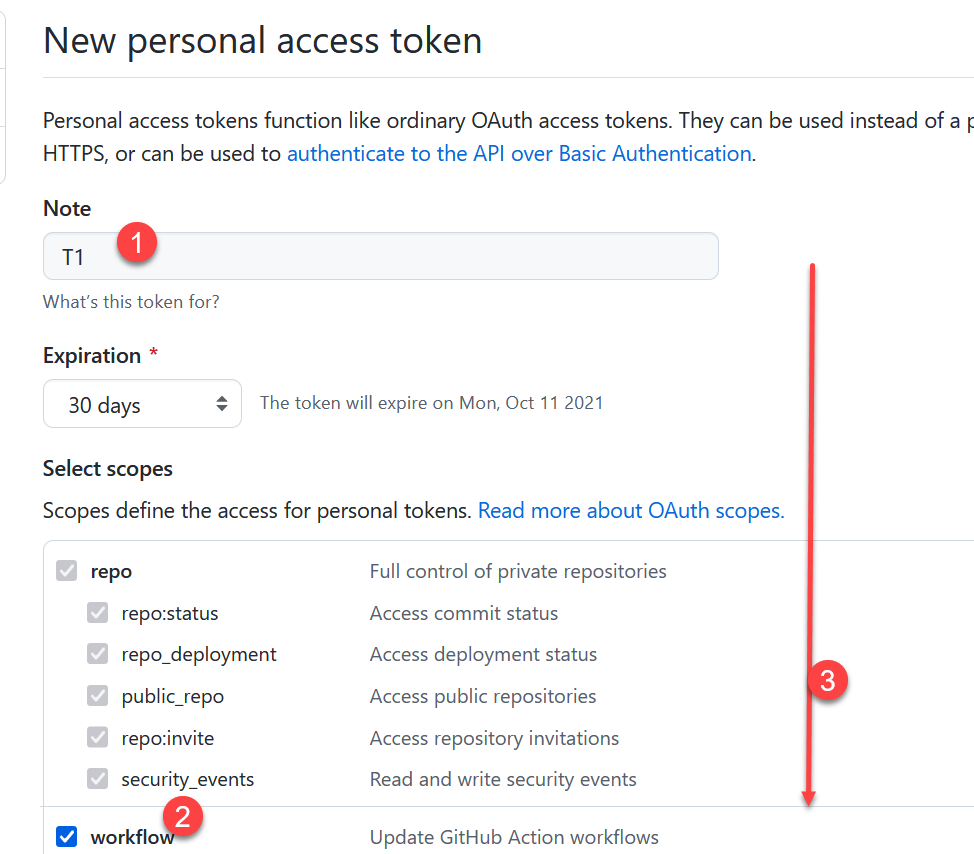 New personal access token
Personal access tokens function like ordinary OAuth access tokens. They can be used instead of a p
HTTPS, or can be used to authenticate to the API over Basic Authentication.
Note
T1 1
What's this token for?
Expiration *
30 days The token will expire on Mon, Oct 11 2021
Select scopes
Scopes define the access for personal tokens. Read more about OAuth scopes.
repo Full control of private repositories
repo:status Access commit status
repo_deployment Access deployment status
3
public_repo Access public repositories
repo:invite Access repository invitations
security_events Read and write security events
2
workflow Update GitHub Action workflows